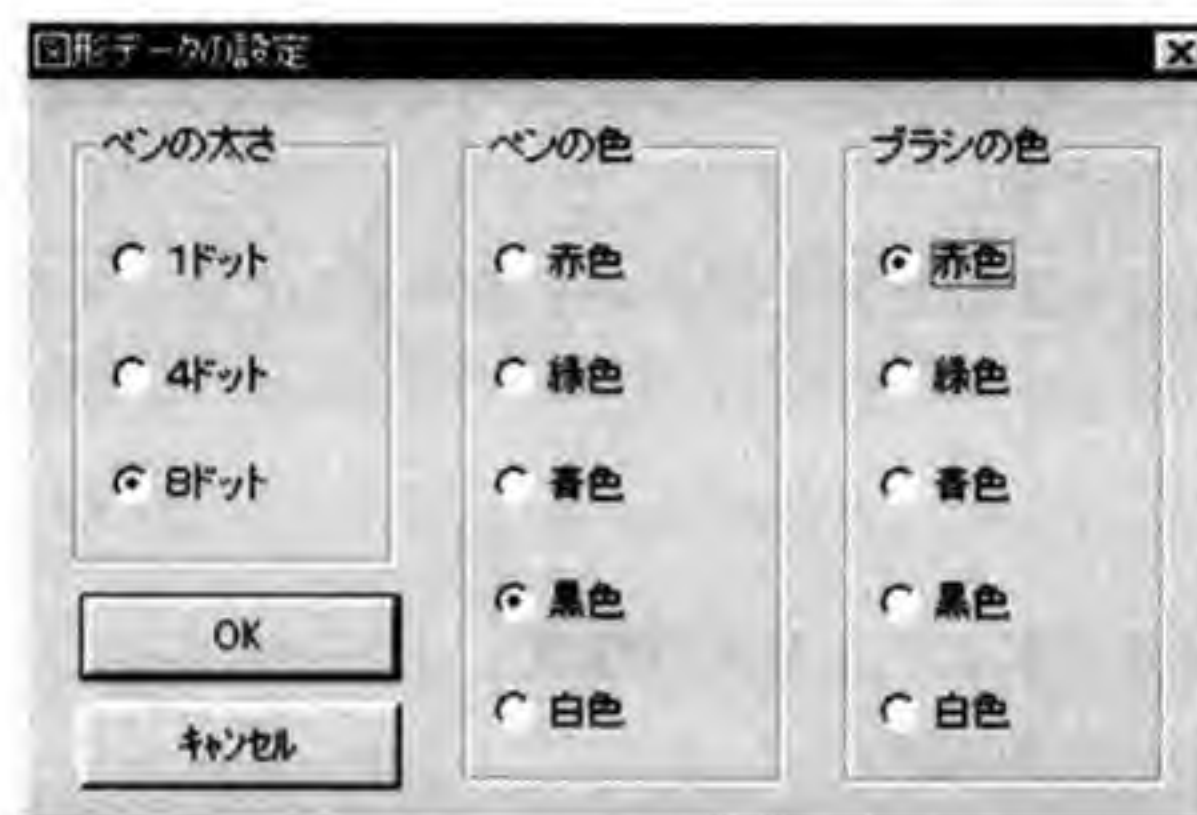 図形データの設定
ペンの太さ
1ドット
4ドット
8ドット
OK
キャンセル
ペンの色
赤色
緑色
青色
黒色
白色
ブラシの色
赤色
緑色
青色
黒色
白色